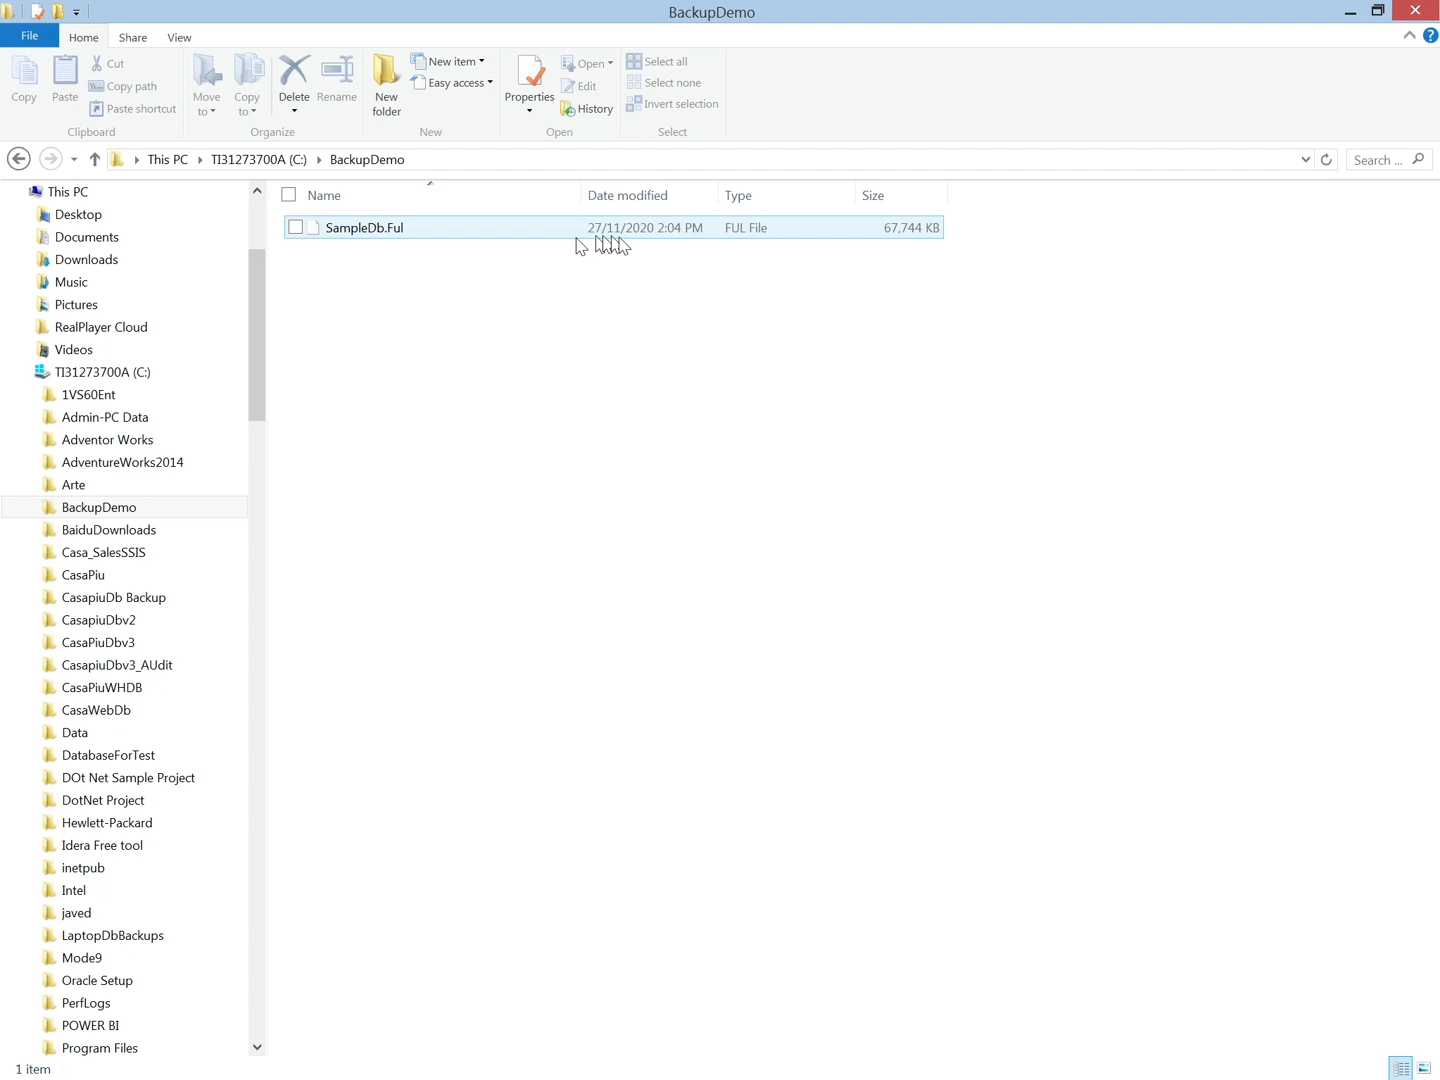 BackupDemo
File
Home
Share
View
Copy
Paste
Cut
Copy path
Paste shortcut
Clipboard
Move to
Copy to
Delete
Rename
Organize
New folder
New item
Easy access
New
Properties
Open
Edit
History
Open
Select all
Select none
Invert selection
Select
This PC
TI31273700A (C:)
BackupDemo
Search ...
This PC
Desktop
Documents
Downloads
Music
Pictures
RealPlayer Cloud
Videos
TI31273700A (C:)
1VS60Ent
Admin-PC Data
Adventor Works
AdventureWorks2014
Arte
BackupDemo
BaiduDownloads
Casa_SalesSSIS
CasaPiu
CasapiuDb Backup
CasapiuDbv2
CasaPiuDbv3
CasapiuDbv3_AUdit
CasaPiuWHDB
CasaWebDb
Data
DatabaseForTest
DOt Net Sample Project
DotNet Project
Hewlett-Packard
Idera Free tool
inetpub
Intel
javed
LaptopDbBackups
Mode9
Oracle Setup
PerfLogs
POWER BI
Program Files
Name
Date modified
Type
Size
SampleDb.Ful
27/11/2020 2:04 PM
FUL File
67,744 KB
1 item